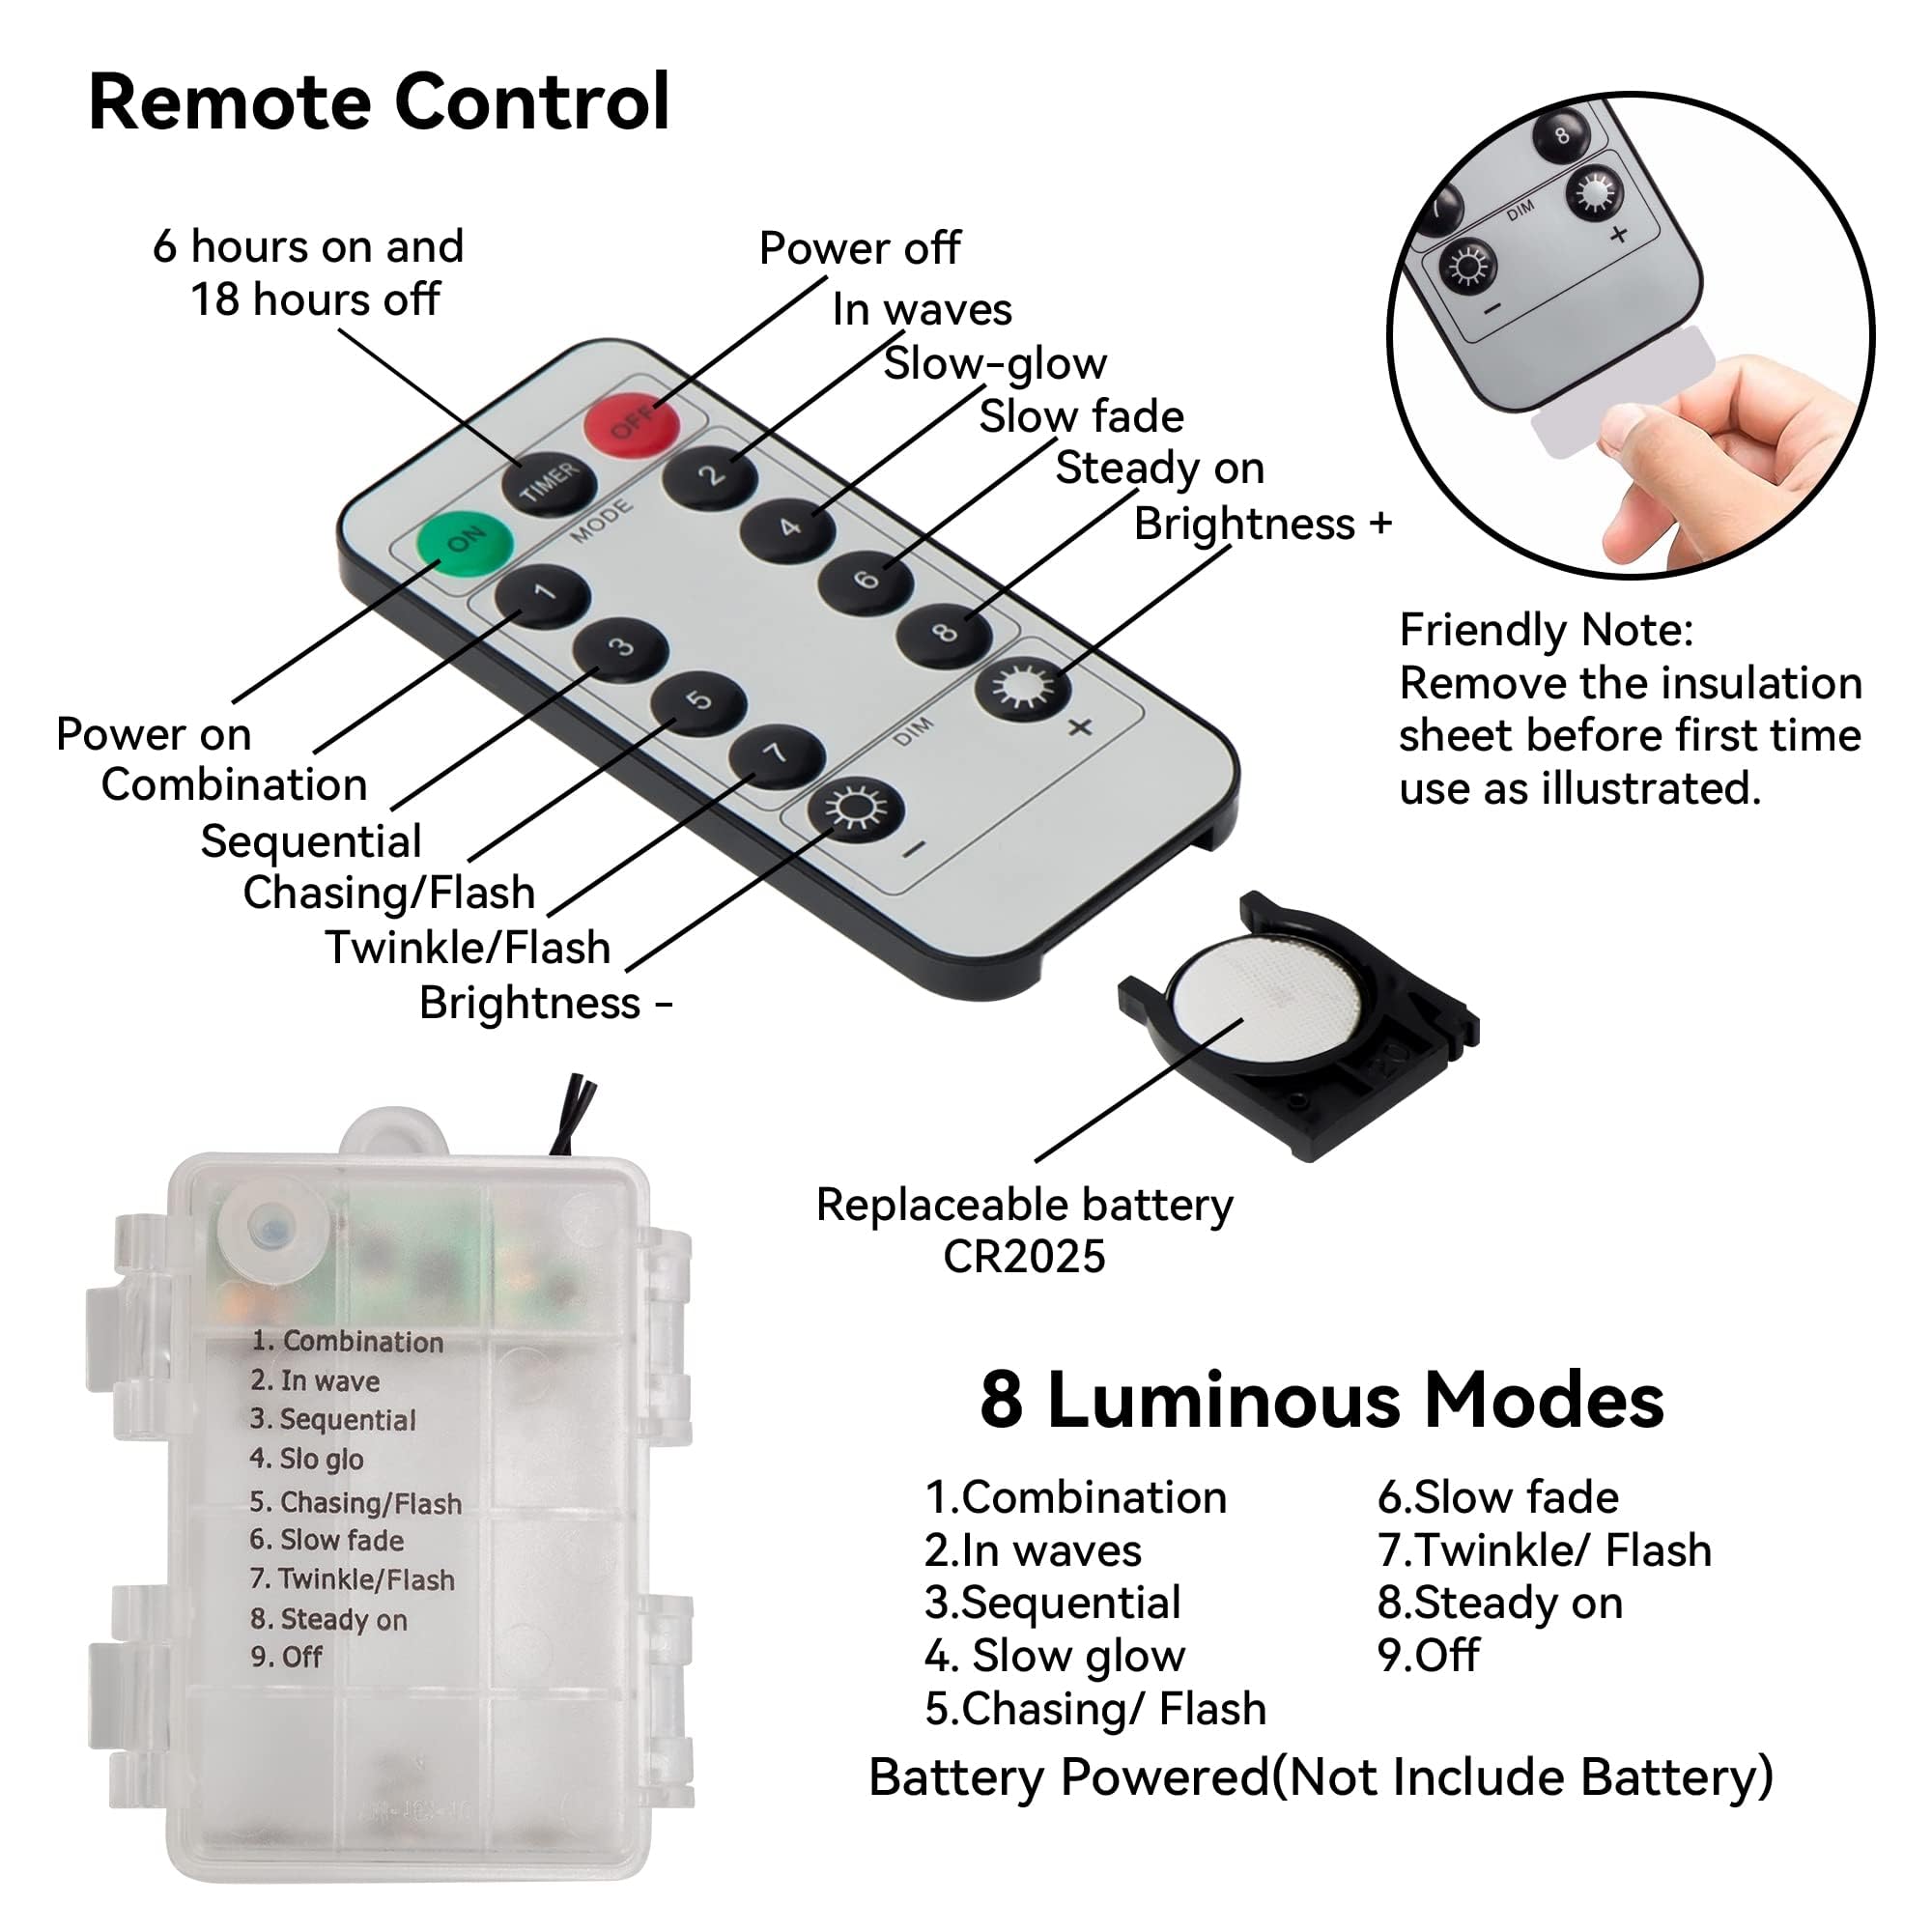 Remote Control
6 hours on and
18 hours off
Power off
In waves
Slow-glow
Slow fade
Steady on
Brightness +
OFF
TIMER
ON
MODE
2
4
6
8
1
3
5
7
DIM
+
−
Power on
Combination
Sequential
Chasing/Flash
Twinkle/Flash
Brightness -
8
DIM
+
−
Friendly Note:
Remove the insulation
sheet before first time
use as illustrated.
Replaceable battery
CR2025
1. Combination
2. In wave
3. Sequential
4. Slo glo
5. Chasing/Flash
6. Slow fade
7. Twinkle/Flash
8. Steady on
9. Off
8 Luminous Modes
1.Combination
2.In waves
3.Sequential
4. Slow glow
5.Chasing/ Flash
6.Slow fade
7.Twinkle/ Flash
8.Steady on
9.Off
Battery Powered(Not Include Battery)